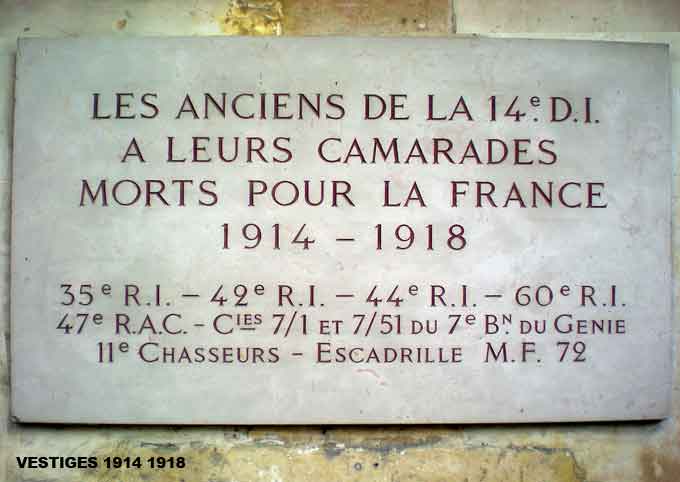 LES ANCIENS DE LA 14e. D.I.
A LEURS CAMARADES
MORTS POUR LA FRANCE
1914 – 1918
35e R.I. – 42e R.I. – 44e R.I. – 60e R.I.
47e R.A.C. - CIES 7/1 ET 7/51 DU 7e BN. DU GENIE
11e CHASSEURS - ESCADRILLE M.F. 72
VESTIGES 1914 1918